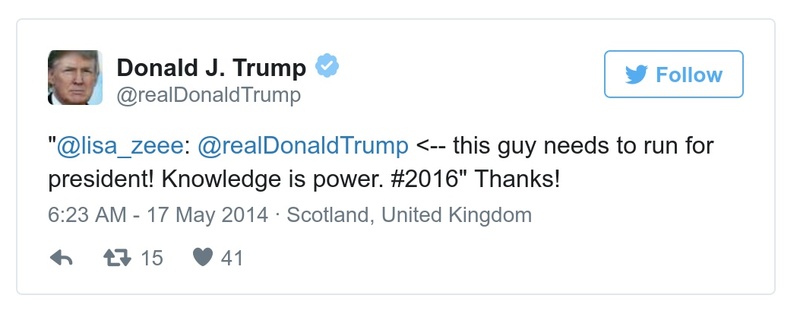 Donald J. Trump
@realDonaldTrump
Follow
"@lisa_zeee: @realDonaldTrump <-- this guy needs to run for
president! Knowledge is power. #2016" Thanks!
6:23 AM - 17 May 2014 · Scotland, United Kingdom
15 41